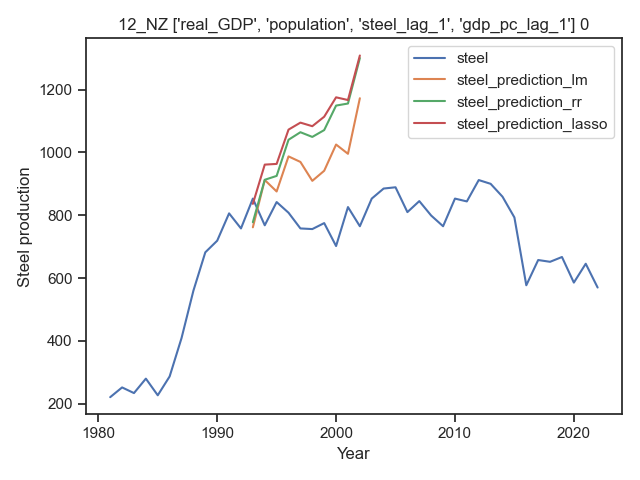 12_NZ ['real_GDP', 'population', 'steel_lag_1', 'gdp_pc_lag_1'] 0
steel
steel_prediction_lm
steel_prediction_rr
steel_prediction_lasso
Steel production
1200
1000
800
600
400
200
1980
1990
2000
2010
2020
Year